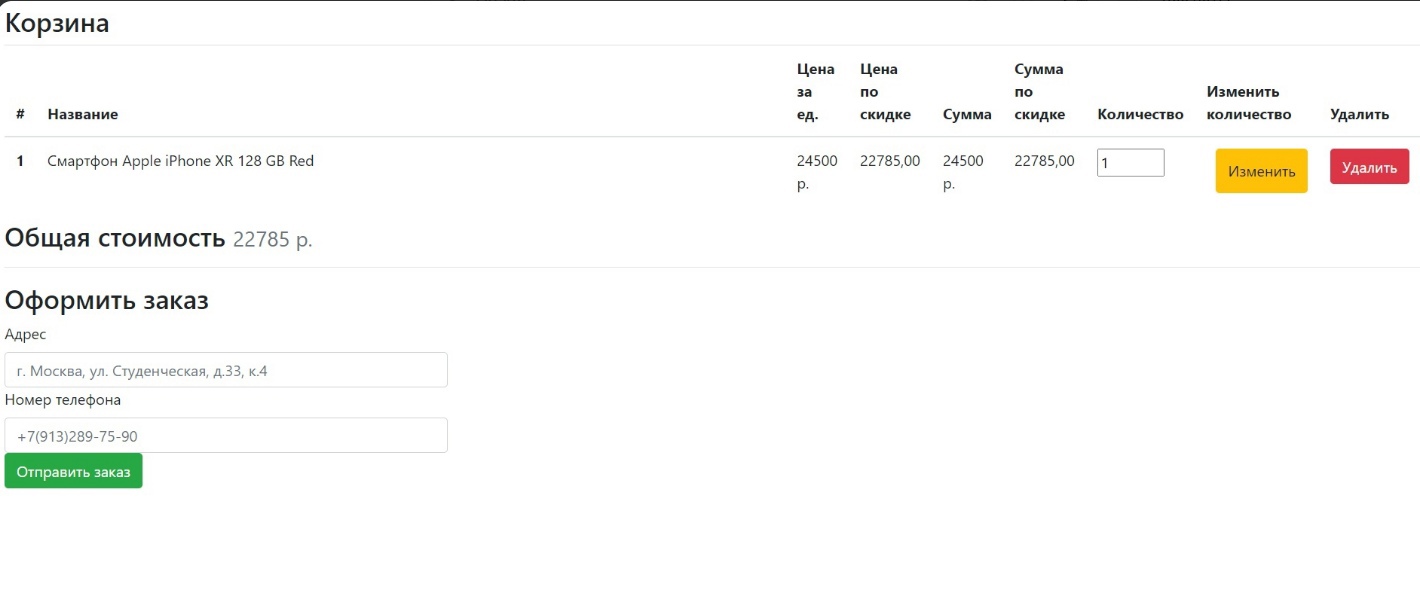 Корзина
Цена Цена Сумма
за по по Изменить
# Название ед. скидке Сумма скидке Количество количество Удалить
1 Смартфон Apple iPhone XR 128 GB Red 24500 22785,00 24500 22785,00 1 Изменить Удалить
р. р.
Общая стоимость 22785 р.
Оформить заказ
Адрес
г. Москва, ул. Студенческая, д.33, к.4
Номер телефона
+7(913)289-75-90
Отправить заказ